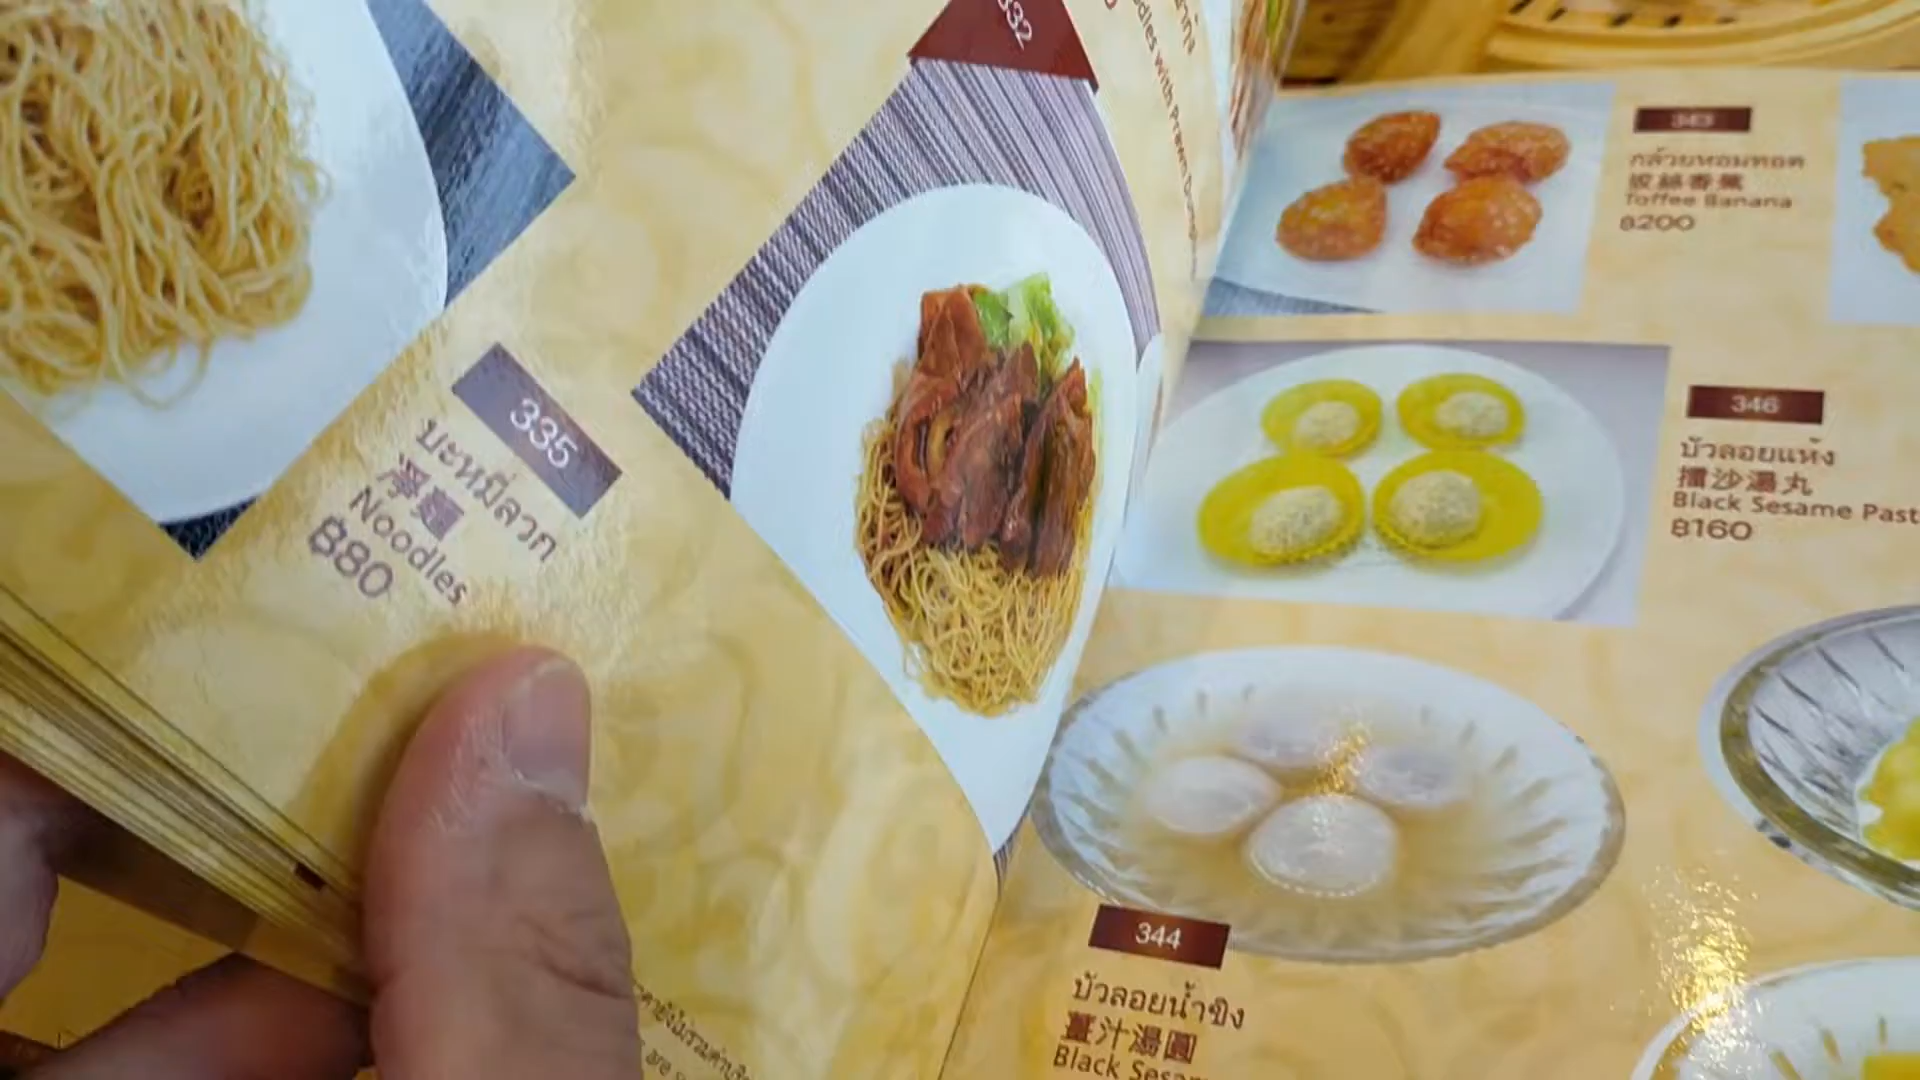 332
with Prawn
335
บะหมี่ลวก
淨麵
Noodles
฿80
343
กล้วยหอมทอด
拔絲香蕉
Toffee Banana
฿200
346
บัวลอยแห้ง
擂沙湯丸
Black Sesame Past
฿160
344
บัวลอยน้ำขิง
薑汁湯圓
Black